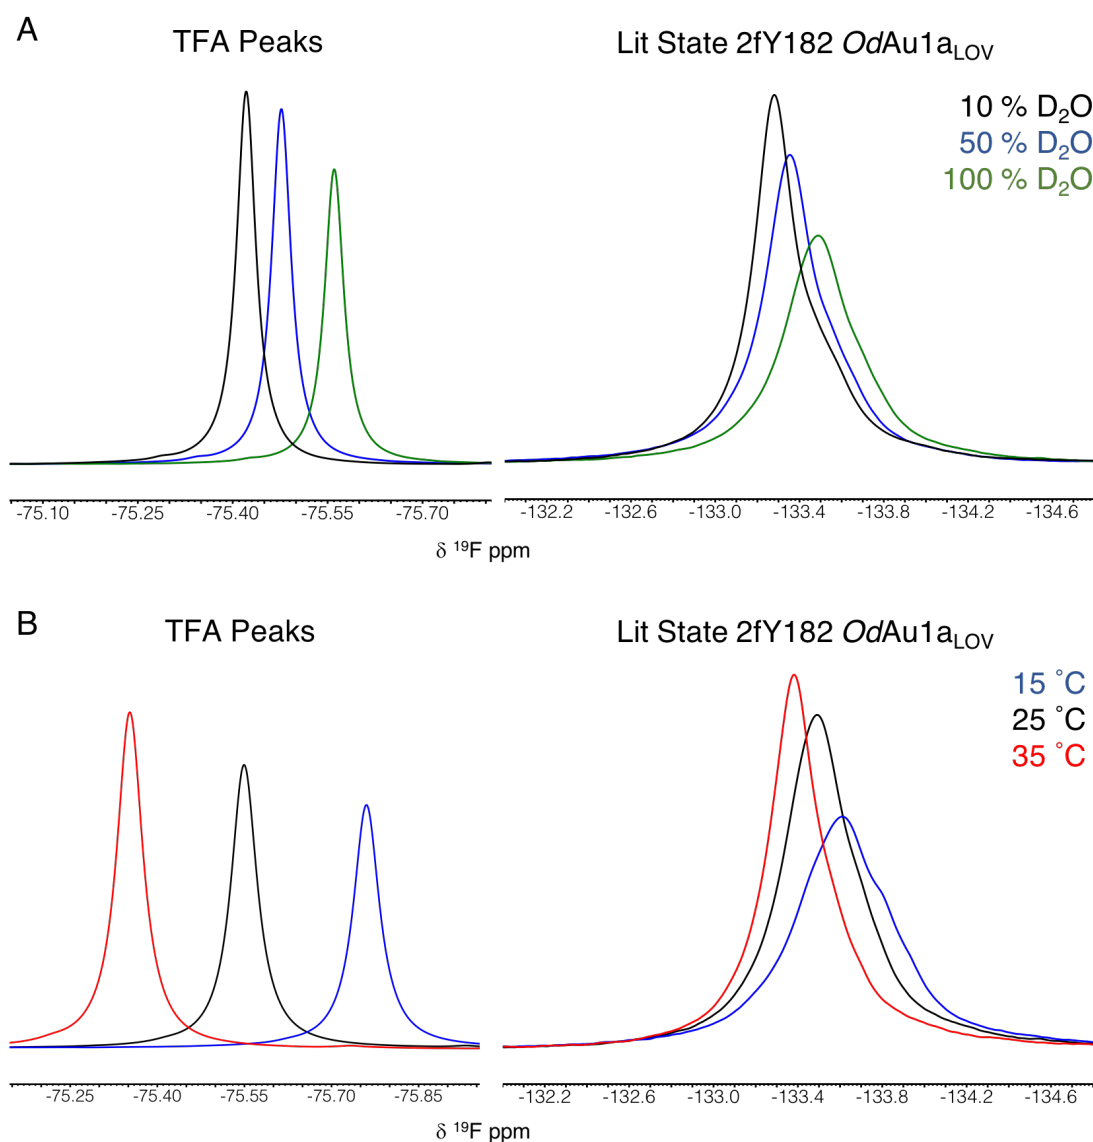 A
TFA Peaks
Lit State 2fY182 OdAu1aLOV
10 % D2O
50 % D2O
100 % D2O
-75.10 -75.25 -75.40 -75.55 -75.70
-132.2 -132.6 -133.0 -133.4 -133.8 -134.2 -134.6
δ 19F ppm
B
TFA Peaks
Lit State 2fY182 OdAu1aLOV
15 °C
25 °C
35 °C
-75.25 -75.40 -75.55 -75.70 -75.85
-132.2 -132.6 -133.0 -133.4 -133.8 -134.2 -134.6
δ 19F ppm